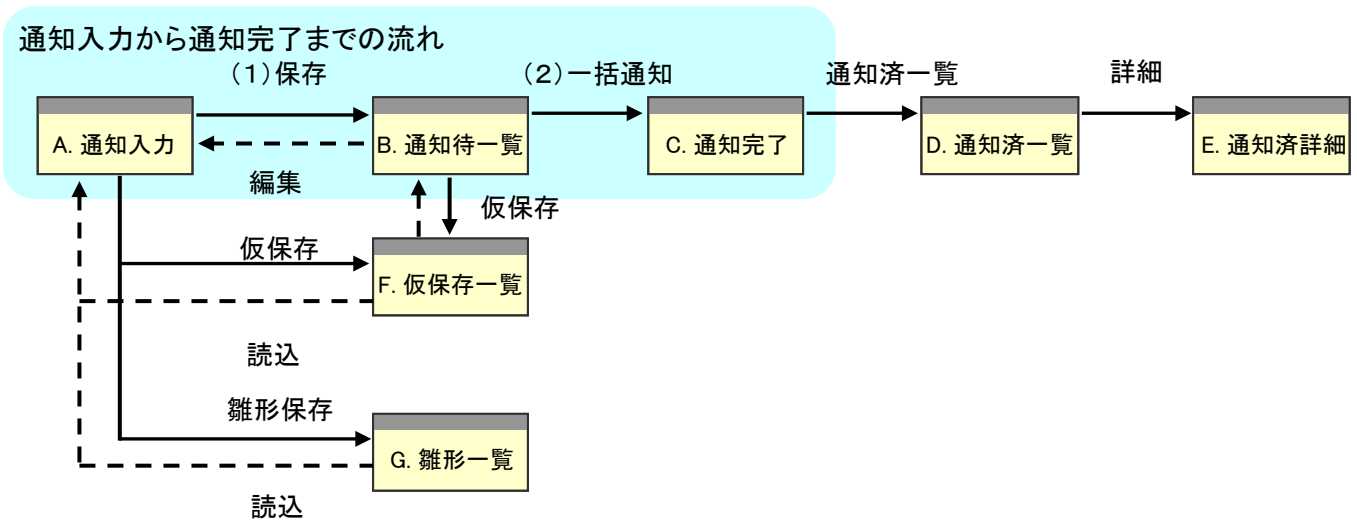 通知入力から通知完了までの流れ
(1)保存
(2)一括通知
通知済一覧
詳細
A. 通知入力
B. 通知待一覧
C. 通知完了
D. 通知済一覧
E. 通知済詳細
編集
仮保存
仮保存
F. 仮保存一覧
読込
雛形保存
G. 雛形一覧
読込